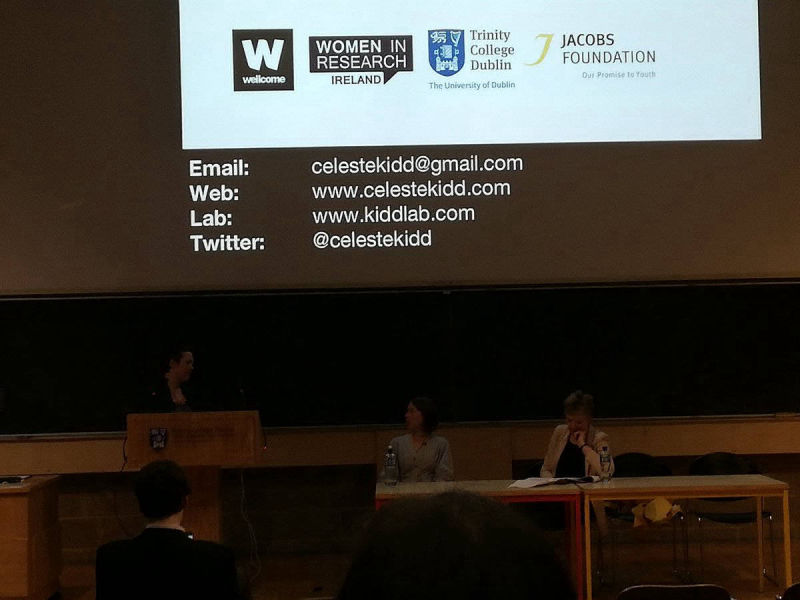 W
wellcome
WOMEN IN
RESEARCH
IRELAND
Trinity
College
Dublin
The University of Dublin
J JACOBS
FOUNDATION
Our Promise to Youth
Email: celestekidd@gmail.com
Web: www.celestekidd.com
Lab: www.kiddlab.com
Twitter: @celestekidd